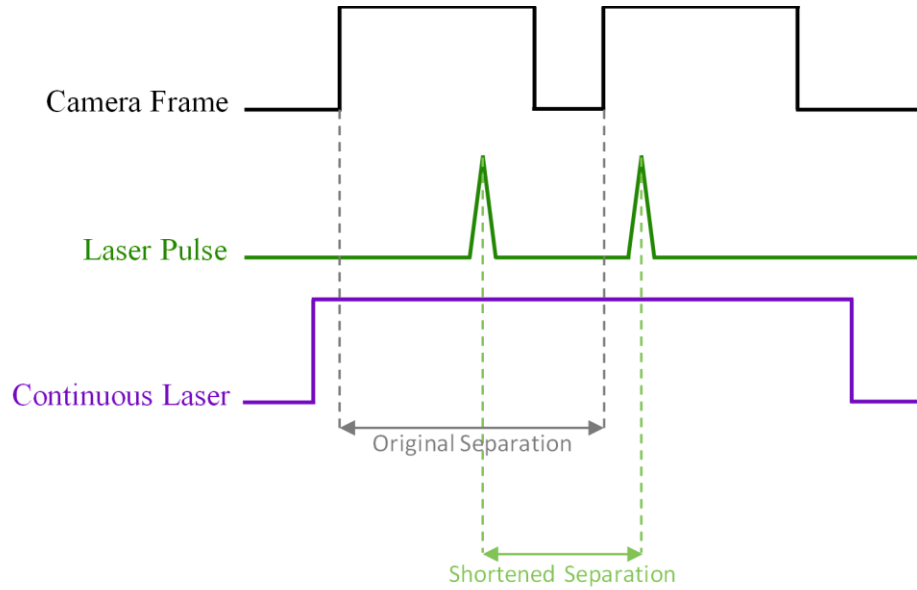 Camera Frame
Laser Pulse
Continuous Laser
Original Separation
Shortened Separation